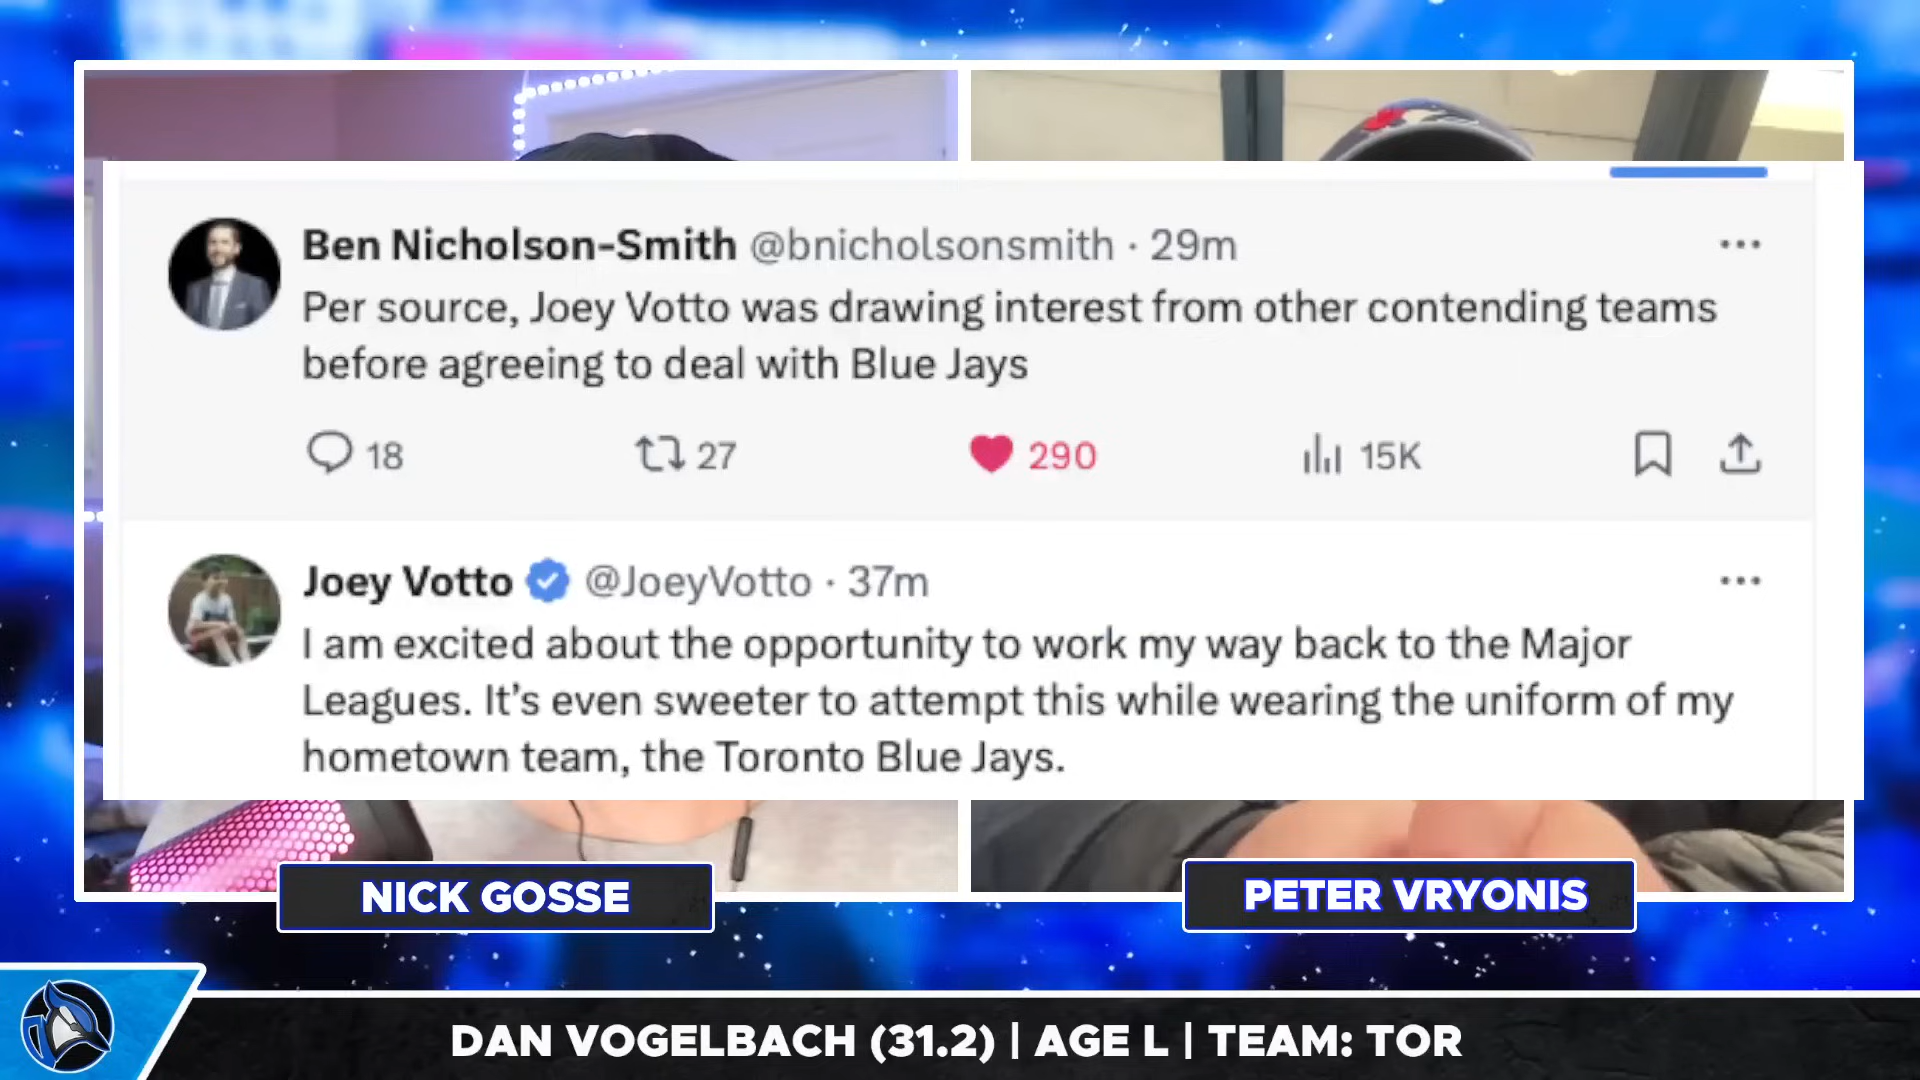 Ben Nicholson-Smith @bnicholsonsmith · 29m
Per source, Joey Votto was drawing interest from other contending teams
before agreeing to deal with Blue Jays
18 27 290 15K
Joey Votto @JoeyVotto · 37m
I am excited about the opportunity to work my way back to the Major
Leagues. It’s even sweeter to attempt this while wearing the uniform of my
hometown team, the Toronto Blue Jays.
NICK GOSSE
PETER VRYONIS
DAN VOGELBACH (31.2) | AGE L | TEAM: TOR